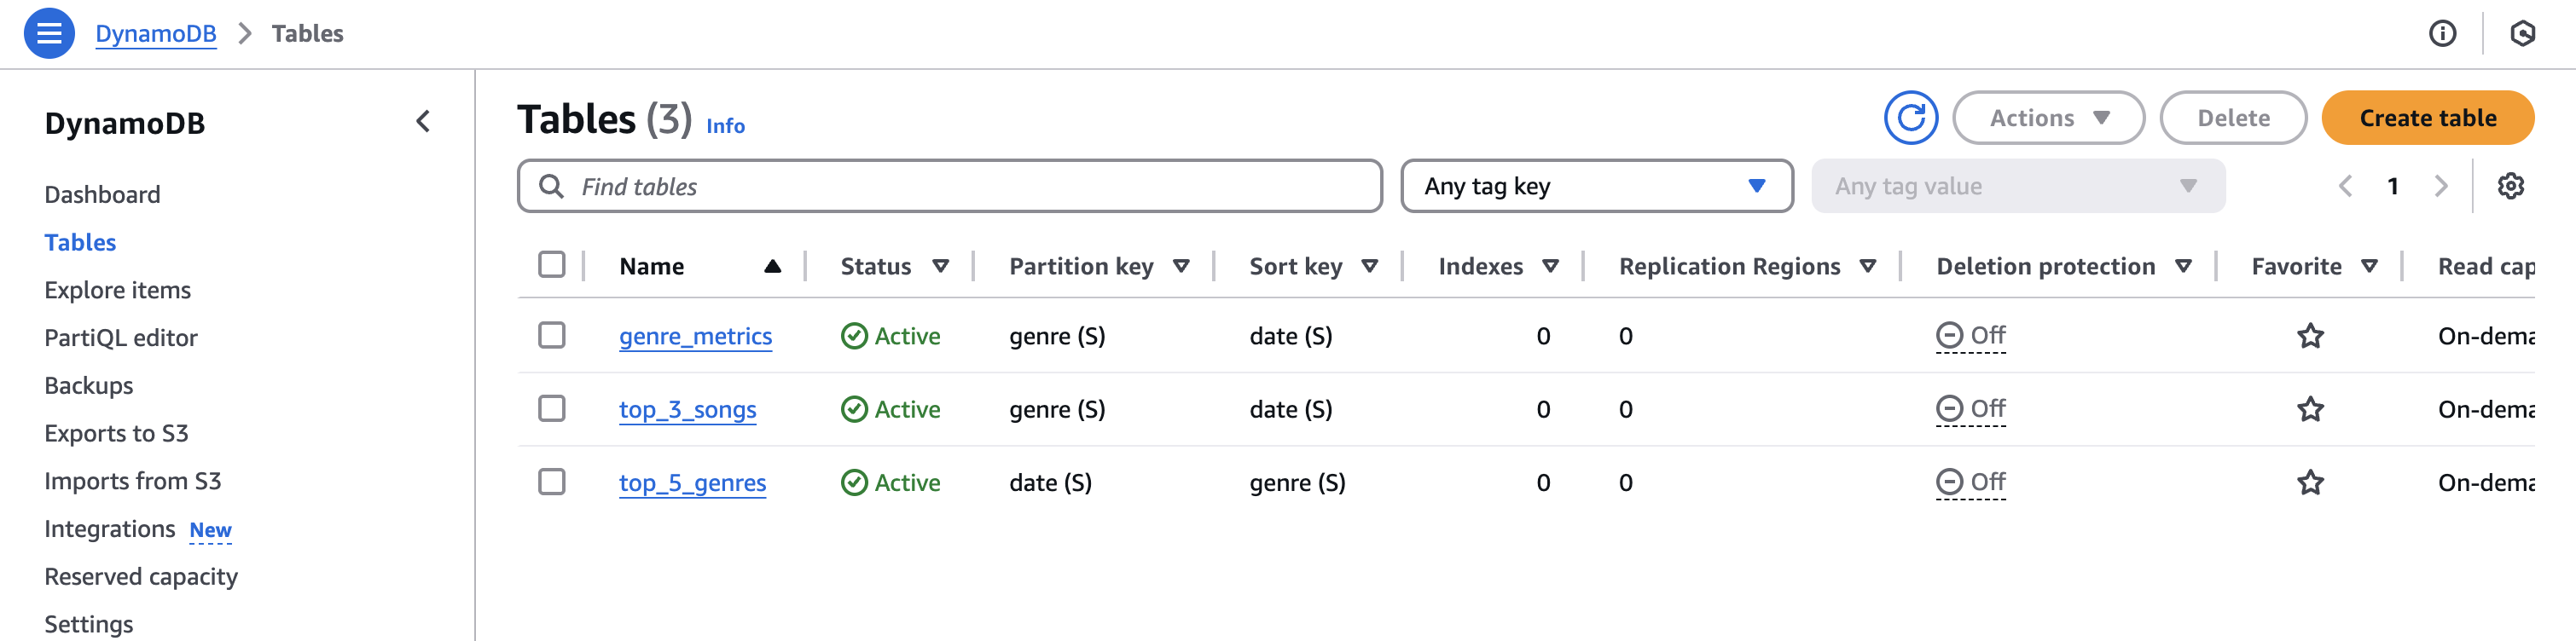 DynamoDB > Tables
DynamoDB
Dashboard
Tables
Explore items
PartiQL editor
Backups
Exports to S3
Imports from S3
Integrations New
Reserved capacity
Settings
Tables (3) Info
Actions Delete Create table
Find tables Any tag key Any tag value 1
Name Status Partition key Sort key Indexes Replication Regions Deletion protection Favorite Read cap
genre_metrics Active genre (S) date (S) 0 0 Off On-dema
top_3_songs Active genre (S) date (S) 0 0 Off On-dema
top_5_genres Active date (S) genre (S) 0 0 Off On-dema